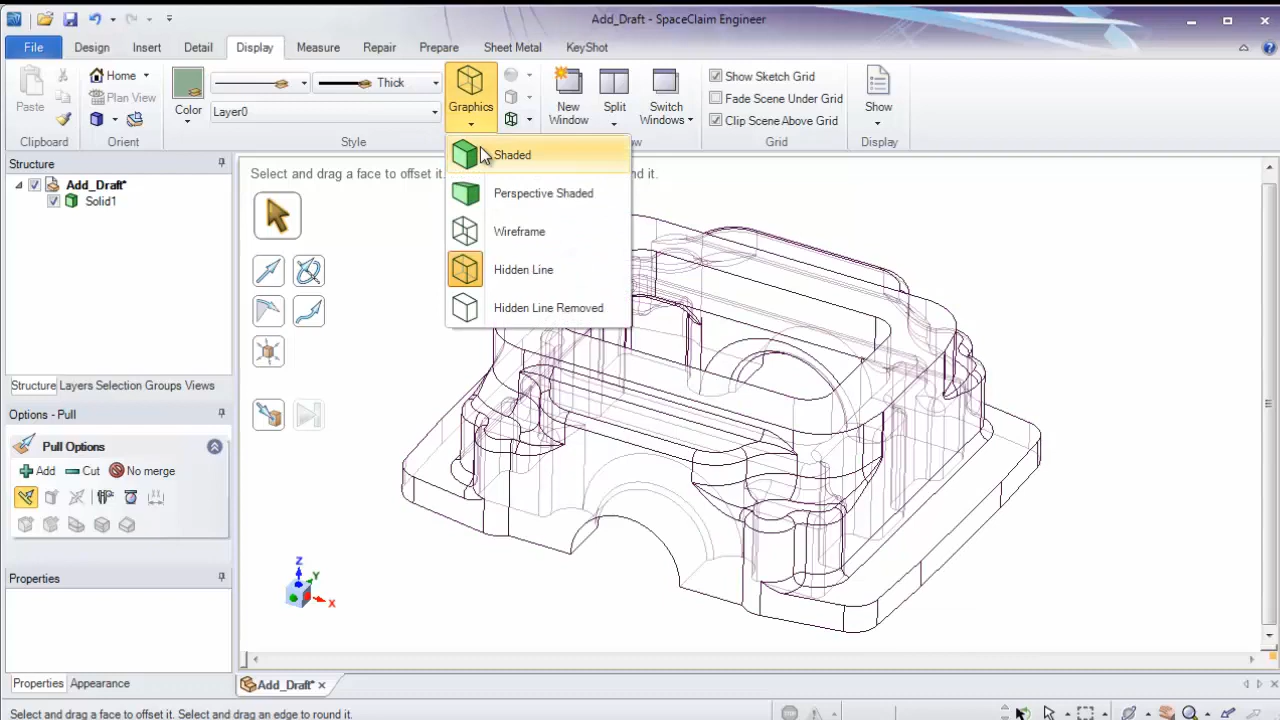 Add_Draft - SpaceClaim Engineer
File Design Insert Detail Display Measure Repair Prepare Sheet Metal KeyShot
Paste
Clipboard
Home
Plan View
Orient
Color
Thick
Layer0
Style
Graphics
New Window
Split
Switch Windows
ow
Show Sketch Grid
Fade Scene Under Grid
Clip Scene Above Grid
Grid
Show
Display
Shaded
Perspective Shaded
Wireframe
Hidden Line
Hidden Line Removed
Structure
Add_Draft*
Solid1
Structure Layers Selection Groups Views
Options - Pull
Pull Options
Add Cut No merge
Properties
Properties Appearance
Select and drag a face to offset it. nd it.
Z
Y
X
Add_Draft*
Select and drag a face to offset it. Select and drag an edge to round it.